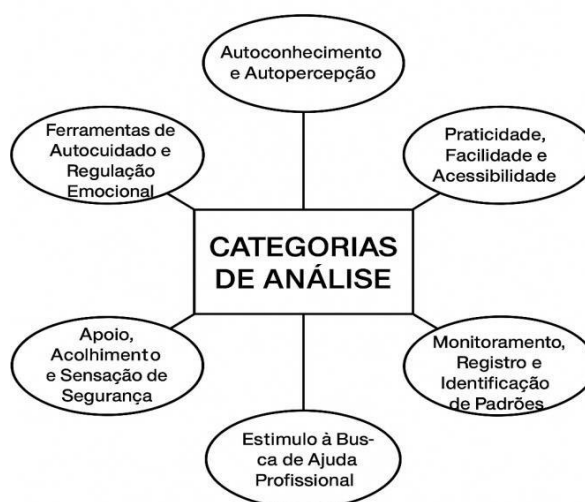 Autoconhecimento
e Autopercepção
Ferramentas de
Autocuidado e
Regulação
Emocional
Praticidade,
Facilidade e
Acessibilidade
CATEGORIAS
DE ANÁLISE
Apoio,
Acolhimento
e Sensação de
Segurança
Monitoramento,
Registro e
Identificação
de Padrões
Estimulo à Bus-
ca de Ajuda
Profissional